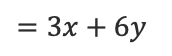 = 3x + 6y